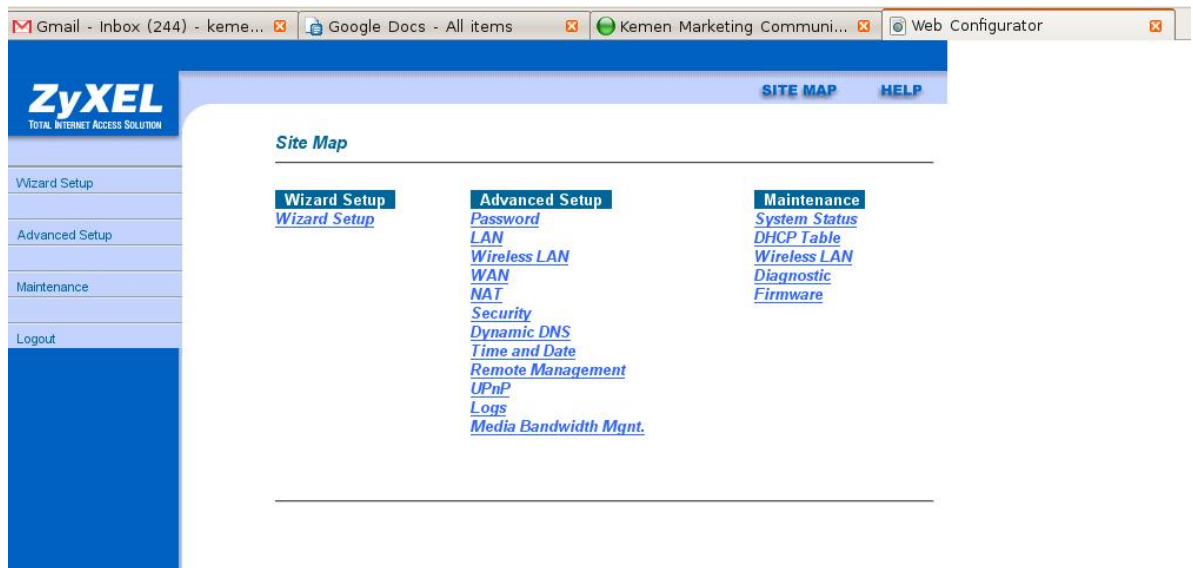 Gmail - Inbox (244) - keme...
Google Docs - All items
Kemen Marketing Communi...
Web Configurator
ZyXEL
TOTAL INTERNET ACCESS SOLUTION
SITE MAP
HELP
Wizard Setup
Advanced Setup
Maintenance
Logout
Site Map
Wizard Setup
Wizard Setup
Advanced Setup
Password
LAN
Wireless LAN
WAN
NAT
Security
Dynamic DNS
Time and Date
Remote Management
UPnP
Logs
Media Bandwidth Mgnt.
Maintenance
System Status
DHCP Table
Wireless LAN
Diagnostic
Firmware